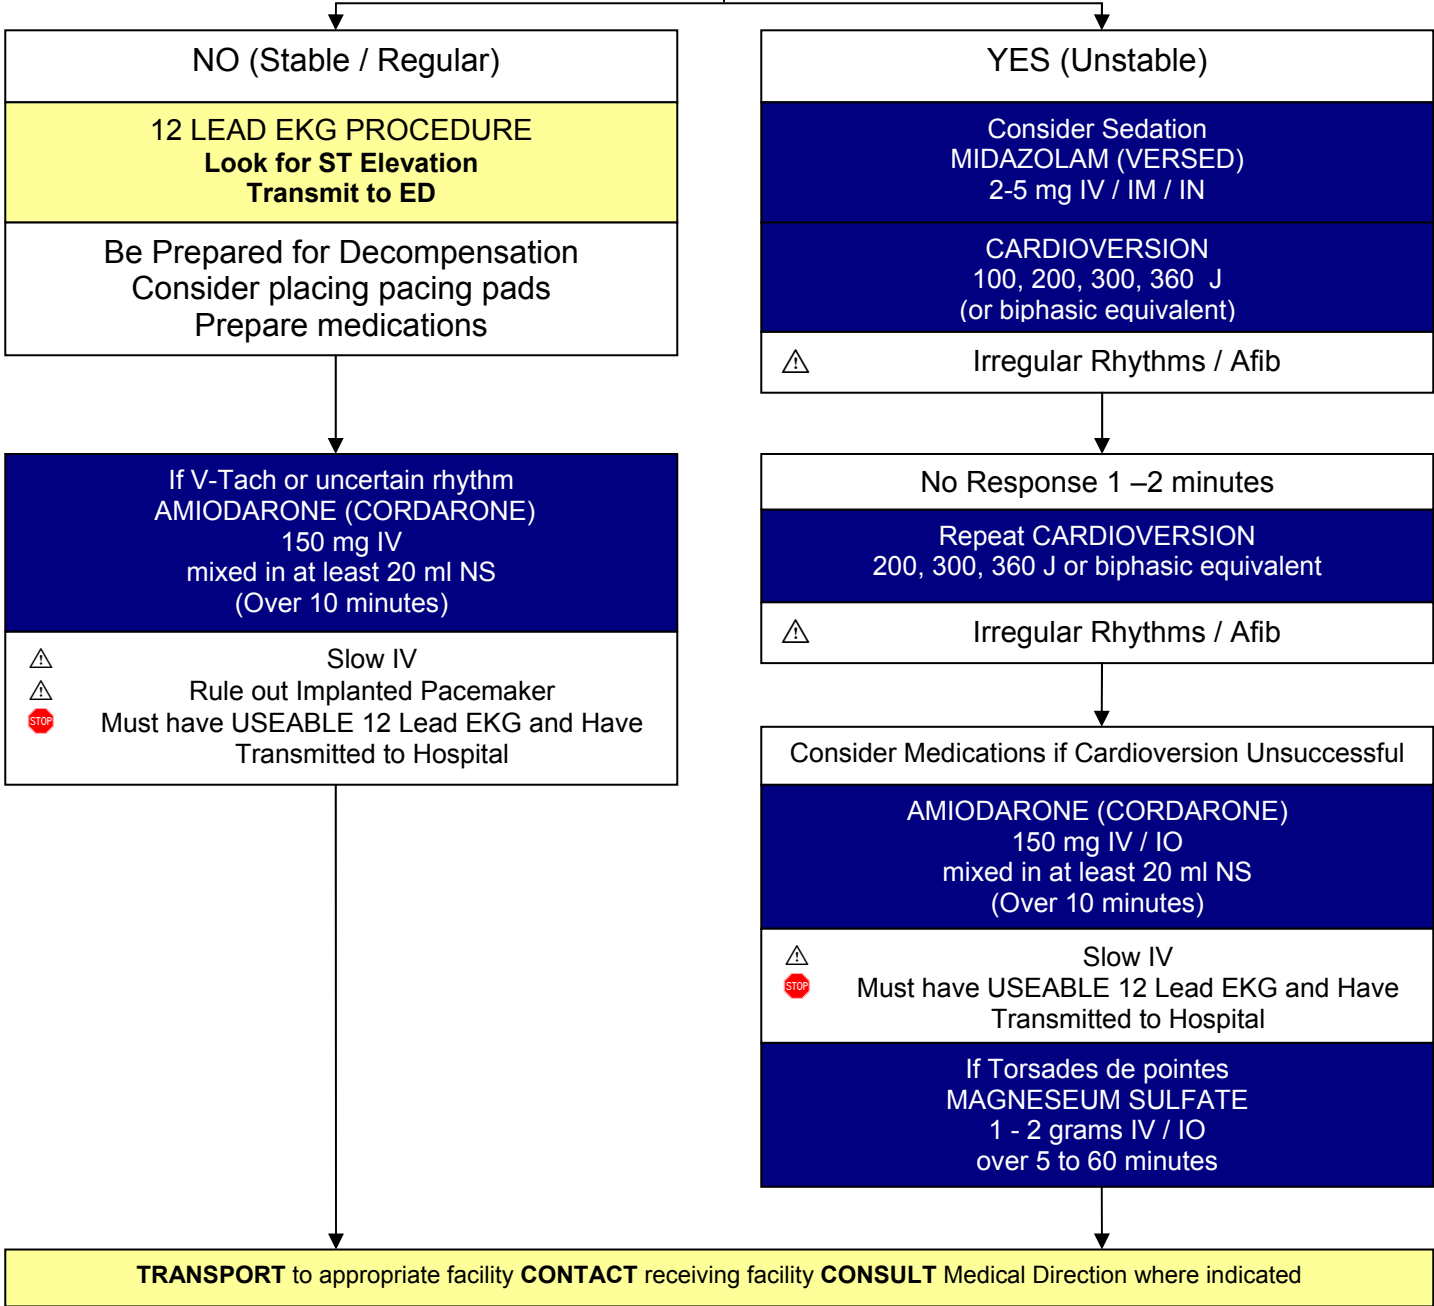 NO (Stable / Regular)
12 LEAD EKG PROCEDURE
Look for ST Elevation
Transmit to ED
Be Prepared for Decompensation
Consider placing pacing pads
Prepare medications
If V-Tach or uncertain rhythm
AMIODARONE (CORDARONE)
150 mg IV
mixed in at least 20 ml NS
(Over 10 minutes)
Slow IV
Rule out Implanted Pacemaker
STOP Must have USEABLE 12 Lead EKG and Have
Transmitted to Hospital
YES (Unstable)
Consider Sedation
MIDAZOLAM (VERSED)
2-5 mg IV / IM / IN
CARDIOVERSION
100, 200, 300, 360 J
(or biphasic equivalent)
Irregular Rhythms / Afib
No Response 1 –2 minutes
Repeat CARDIOVERSION
200, 300, 360 J or biphasic equivalent
Irregular Rhythms / Afib
Consider Medications if Cardioversion Unsuccessful
AMIODARONE (CORDARONE)
150 mg IV / IO
mixed in at least 20 ml NS
(Over 10 minutes)
Slow IV
STOP Must have USEABLE 12 Lead EKG and Have
Transmitted to Hospital
If Torsades de pointes
MAGNESEUM SULFATE
1 - 2 grams IV / IO
over 5 to 60 minutes
TRANSPORT to appropriate facility CONTACT receiving facility CONSULT Medical Direction where indicated